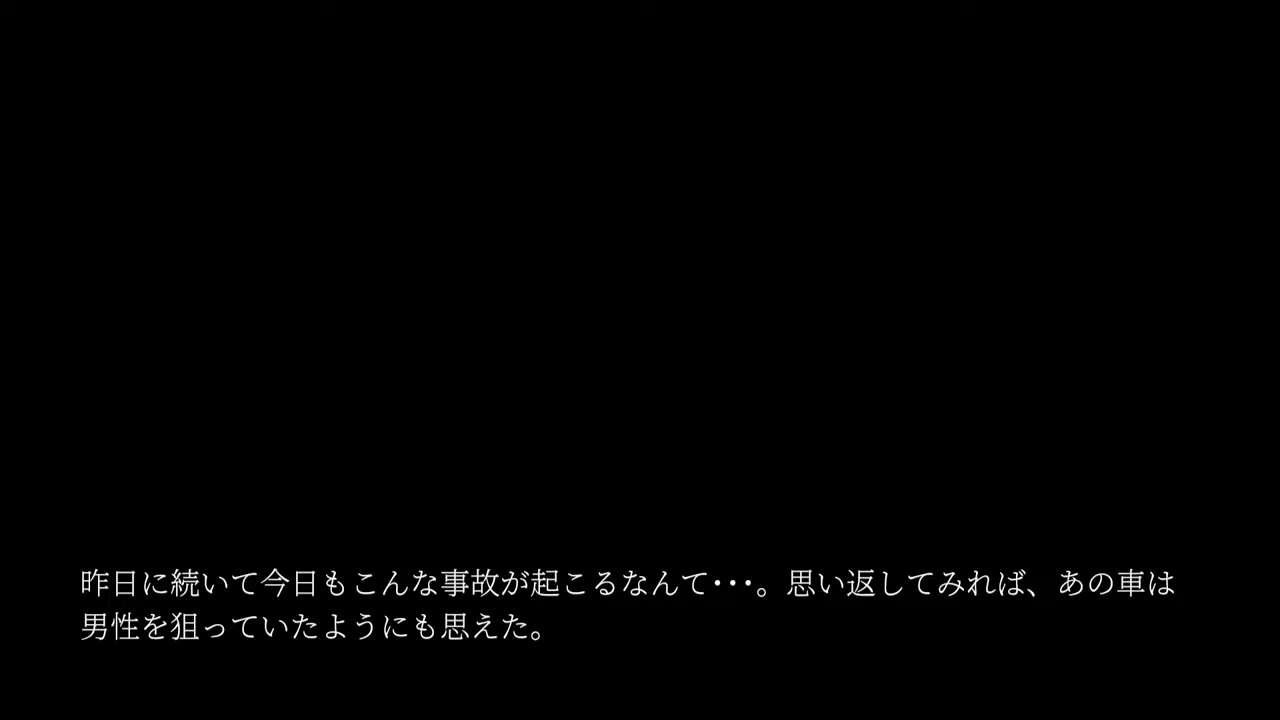 昨日に続いて今日もこんな事故が起こるなんて･･･。思い返してみれば、あの車は
男性を狙っていたようにも思えた。